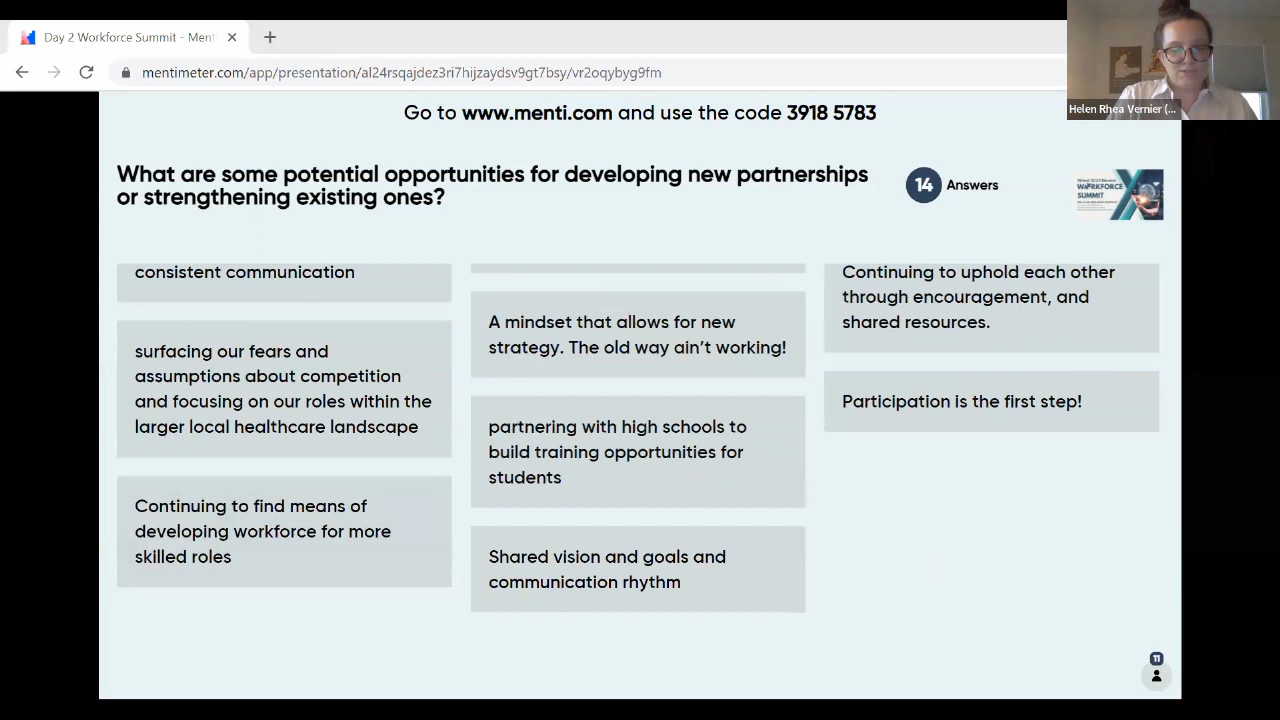 Day 2 Workforce Summit - Ment
mentimeter.com/app/presentation/al24rsqajdez3ri7hijzaydsv9gt7bsy/vr2oqybyg9fm
Helen Rhea Vernier (...
Go to www.menti.com and use the code 3918 5783
What are some potential opportunities for developing new partnerships
or strengthening existing ones?
14 Answers
WORKFORCE
SUMMIT
consistent communication
surfacing our fears and
assumptions about competition
and focusing on our roles within the
larger local healthcare landscape
Continuing to find means of
developing workforce for more
skilled roles
A mindset that allows for new
strategy. The old way ain't working!
partnering with high schools to
build training opportunities for
students
Shared vision and goals and
communication rhythm
Continuing to uphold each other
through encouragement, and
shared resources.
Participation is the first step!
11